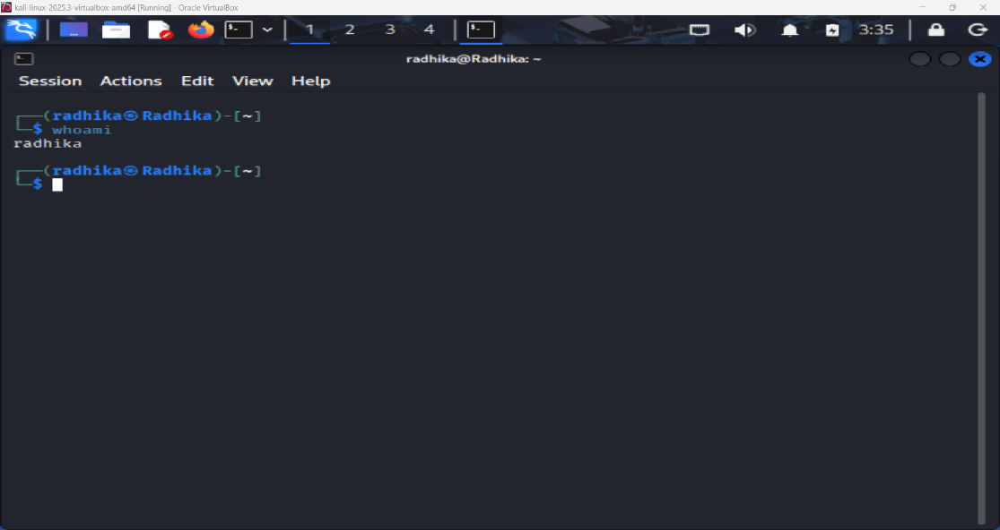 kali-linux-2025.3-virtualbox-amd64 [Running] - Oracle VirtualBox
1 2 3 4 3:35
radhika@Radhika: ~
Session Actions Edit View Help
┌──(radhika㉿Radhika)-[~]
└─$ whoami
radhika
┌──(radhika㉿Radhika)-[~]
└─$